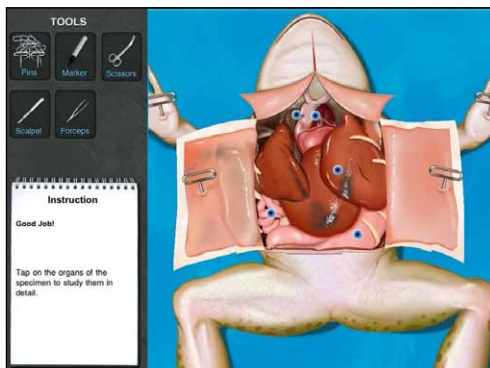 TOOLS
Pins
Marker
Scissors
Scalpel
Forceps
Instruction
Good Job!
Tap on the organs of the
specimen to study them in
detail.